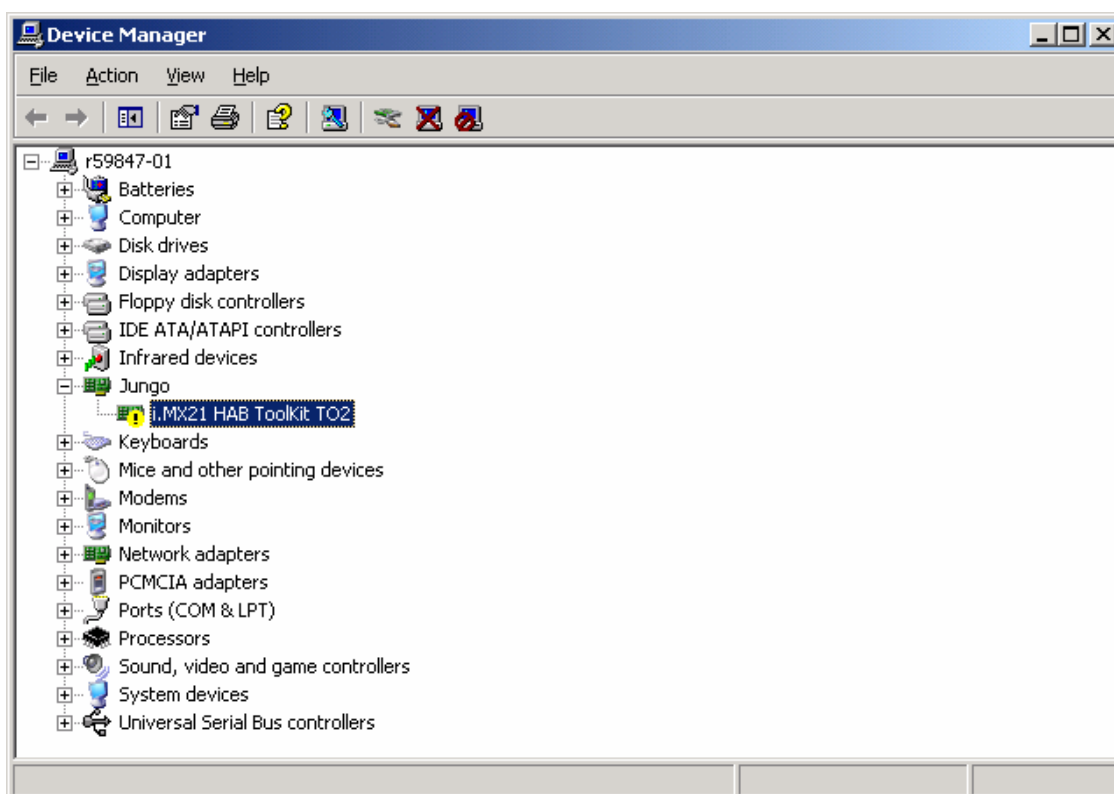 Device Manager
File Action View Help
r59847-01
Batteries
Computer
Disk drives
Display adapters
Floppy disk controllers
IDE ATA/ATAPI controllers
Infrared devices
Jungo
i.MX21 HAB ToolKit TO2
Keyboards
Mice and other pointing devices
Modems
Monitors
Network adapters
PCMCIA adapters
Ports (COM & LPT)
Processors
Sound, video and game controllers
System devices
Universal Serial Bus controllers